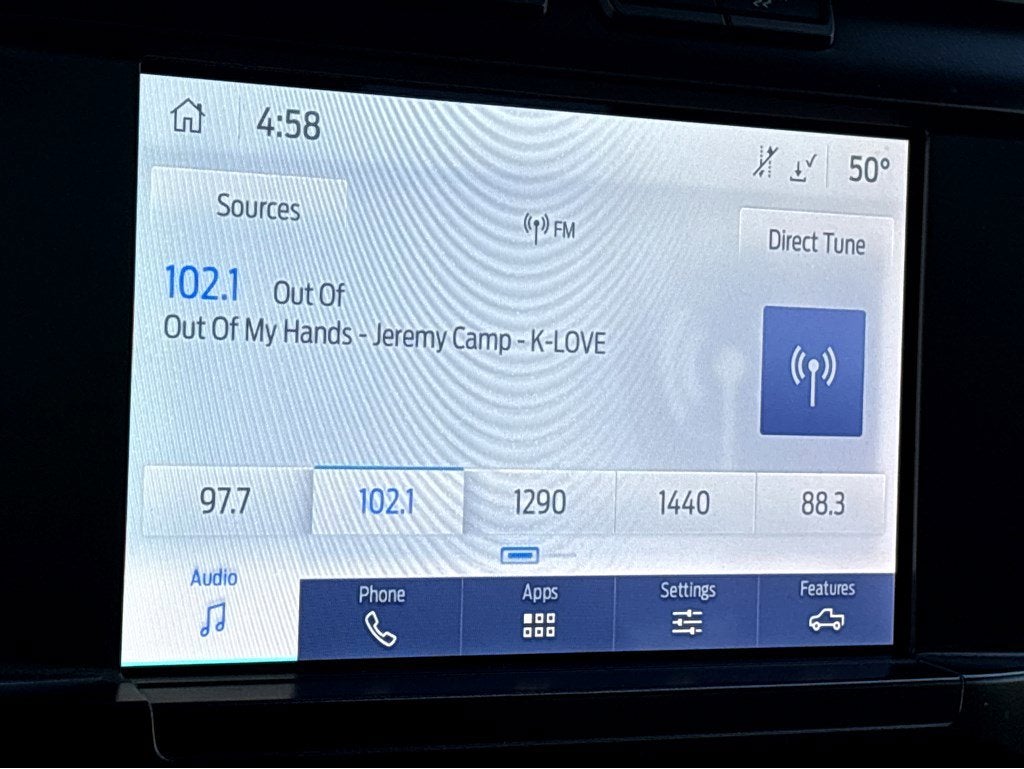 4:58
50°
Sources
FM
Direct Tune
102.1 Out Of
Out Of My Hands - Jeremy Camp - K-LOVE
97.7 102.1 1290 1440 88.3
Audio Phone Apps Settings Features